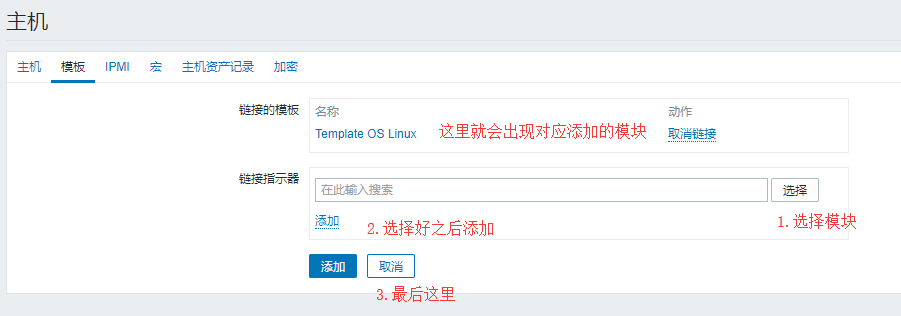 主机
主机 模板 IPMI 宏 主机资产记录 加密
链接的模板 名称 动作
Template OS Linux 这里就会出现对应添加的模块 取消链接
链接指示器
在此输入搜索 选择
添加 2.选择好之后添加 1.选择模块
添加 取消
3.最后这里